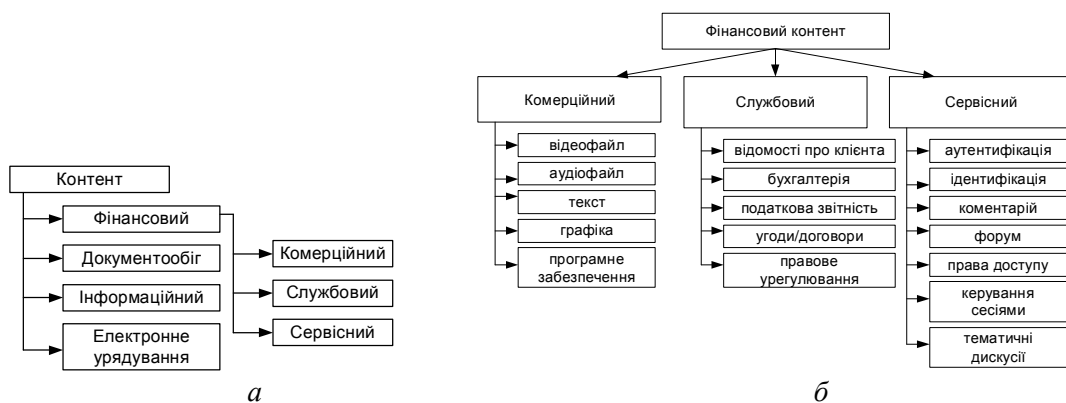 Контент
Фінансовий
Документообіг
Інформаційний
Електронне
урядування
Комерційний
Службовий
Сервісний
а
Фінансовий контент
Комерційний
відеофайл
аудіофайл
текст
графіка
програмне
забезпечення
Службовий
відомості про клієнта
бухгалтерія
податкова звітність
угоди/договори
правове
урегулювання
Сервісний
аутентифікація
ідентифікація
коментарій
форум
права доступу
керування
сесіями
тематичні
дискусії
б